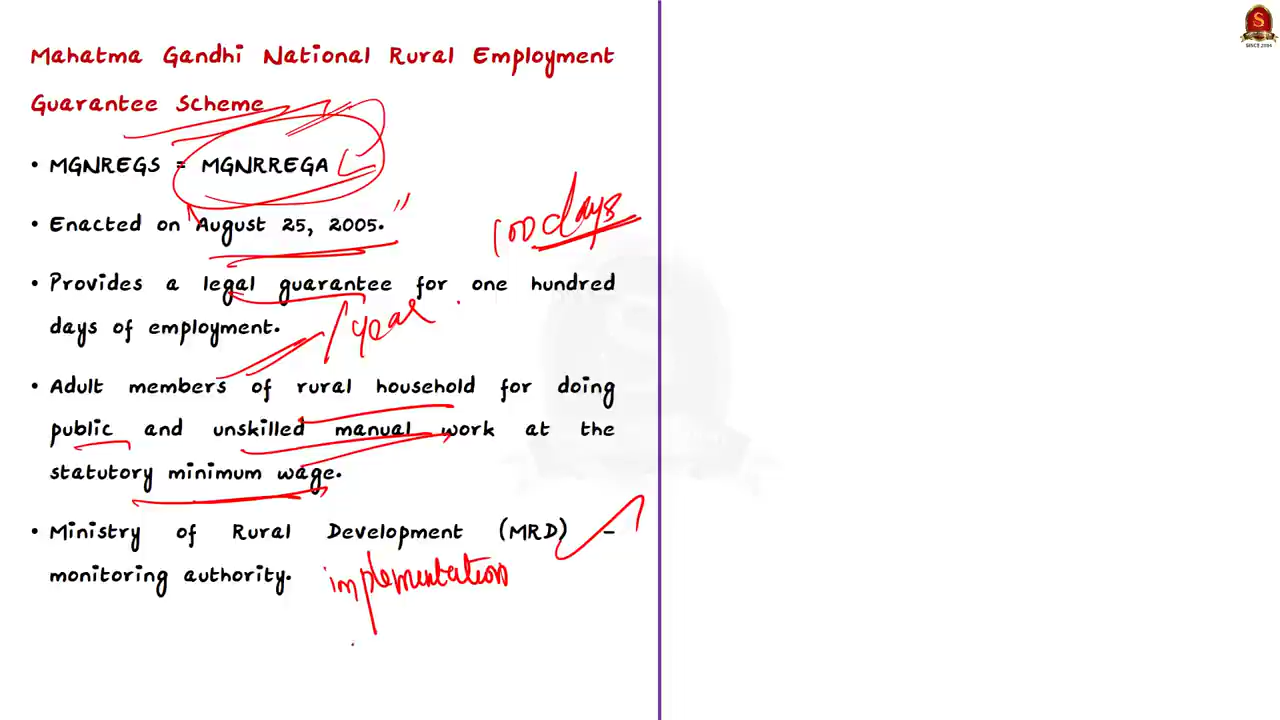 Mahatma Gandhi National Rural Employment
Guarantee Scheme
• MGNREGS = MGNRREGA
• Enacted on August 25, 2005.
100 days
• Provides a legal guarantee for one hundred
days of employment.
/ year
• Adult members of rural household for doing
public and unskilled manual work at the
statutory minimum wage.
• Ministry of Rural Development (MRD) –
monitoring authority.
implementation
S
SINCE 2004